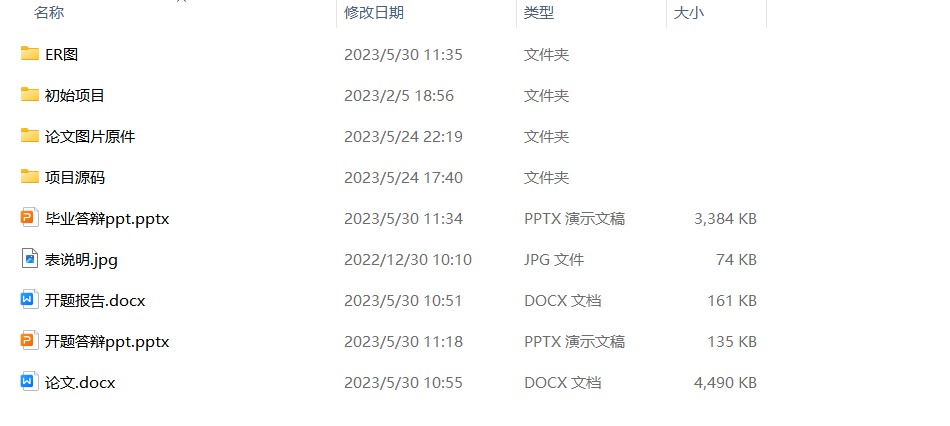 名称 修改日期 类型 大小
ER图 2023/5/30 11:35 文件夹
初始项目 2023/2/5 18:56 文件夹
论文图片原件 2023/5/24 22:19 文件夹
项目源码 2023/5/24 17:40 文件夹
毕业答辩ppt.pptx 2023/5/30 11:34 PPTX 演示文稿 3,384 KB
表说明.jpg 2022/12/30 10:10 JPG 文件 74 KB
开题报告.docx 2023/5/30 10:51 DOCX 文档 161 KB
开题答辩ppt.pptx 2023/5/30 11:18 PPTX 演示文稿 135 KB
论文.docx 2023/5/30 10:55 DOCX 文档 4,490 KB